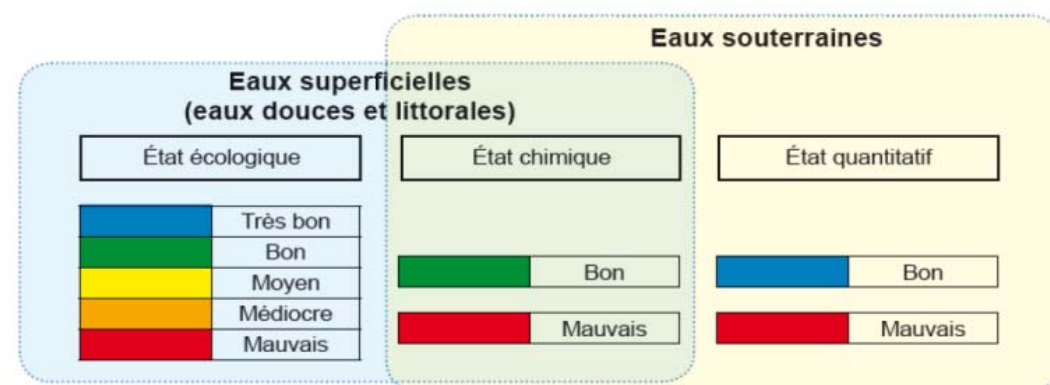 Eaux souterraines
Eaux superficielles
(eaux douces et littorales)
État écologique
État chimique
État quantitatif
Très bon
Bon
Moyen
Médiocre
Mauvais
Bon
Mauvais
Bon
Mauvais